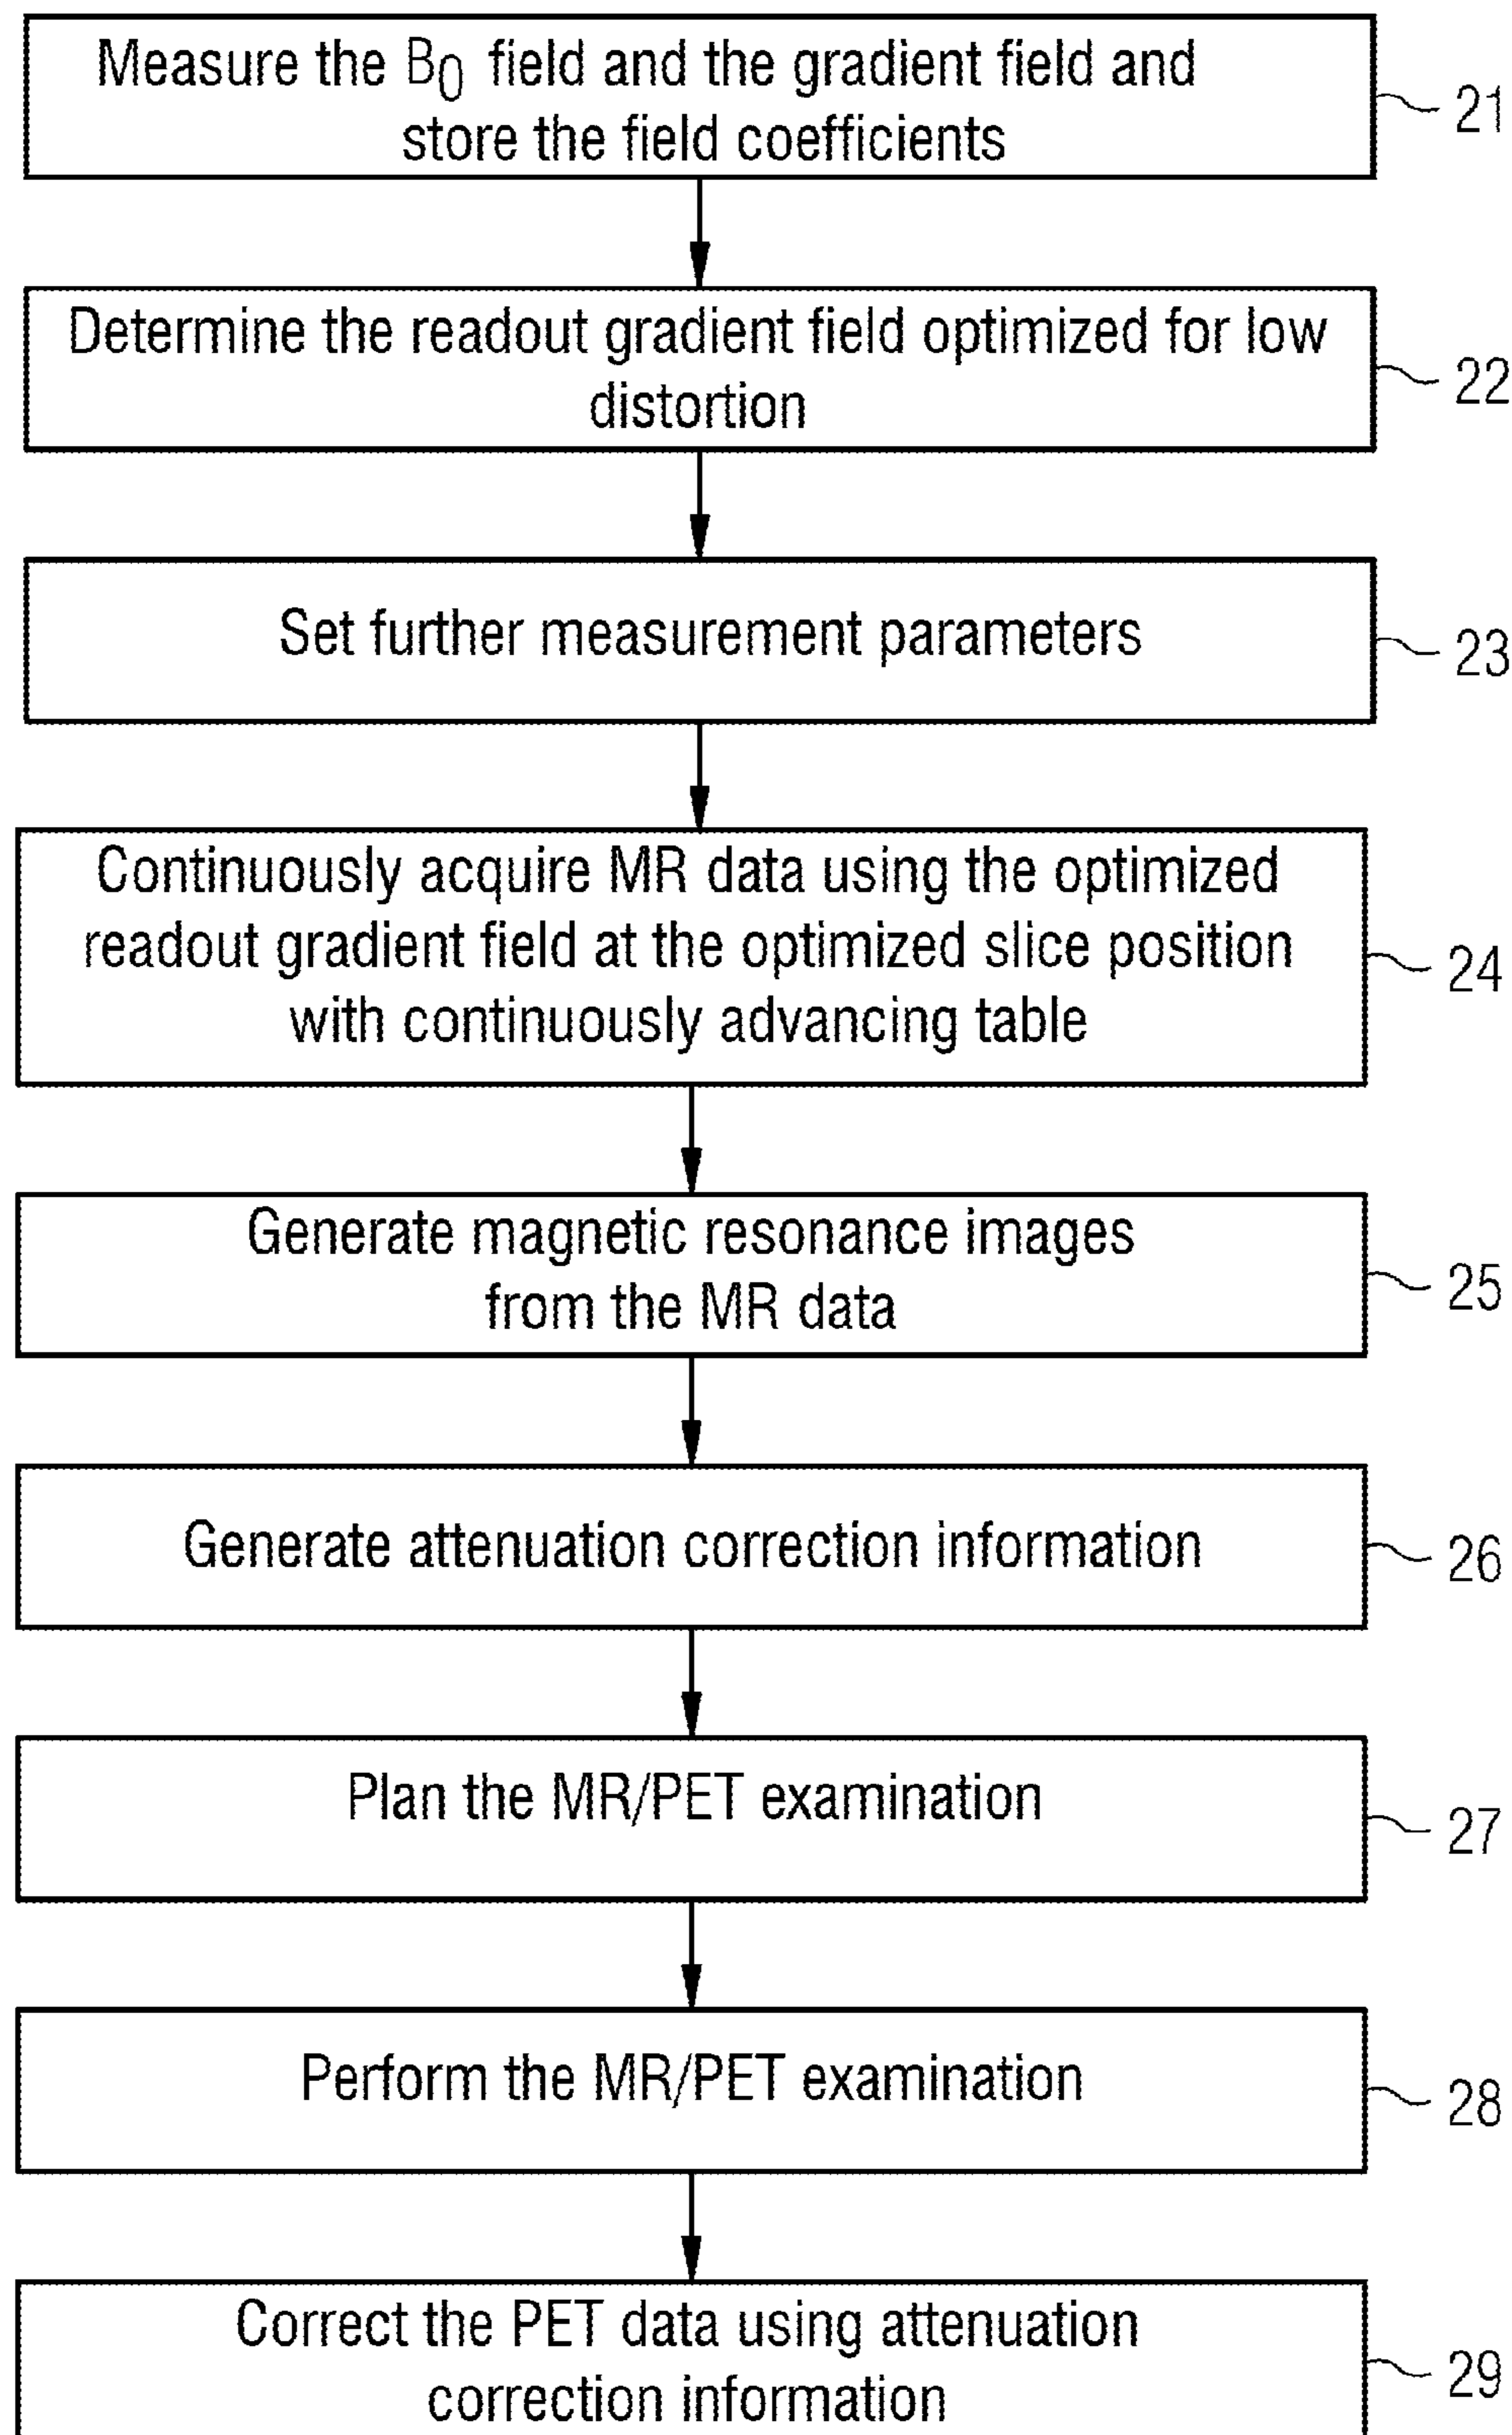 Measure the B0 field and the gradient field and
store the field coefficients
21
Determine the readout gradient field optimized for low
distortion
22
Set further measurement parameters
23
Continuously acquire MR data using the optimized
readout gradient field at the optimized slice position
with continuously advancing table
24
Generate magnetic resonance images
from the MR data
25
Generate attenuation correction information
26
Plan the MR/PET examination
27
Perform the MR/PET examination
28
Correct the PET data using attenuation
correction information
29